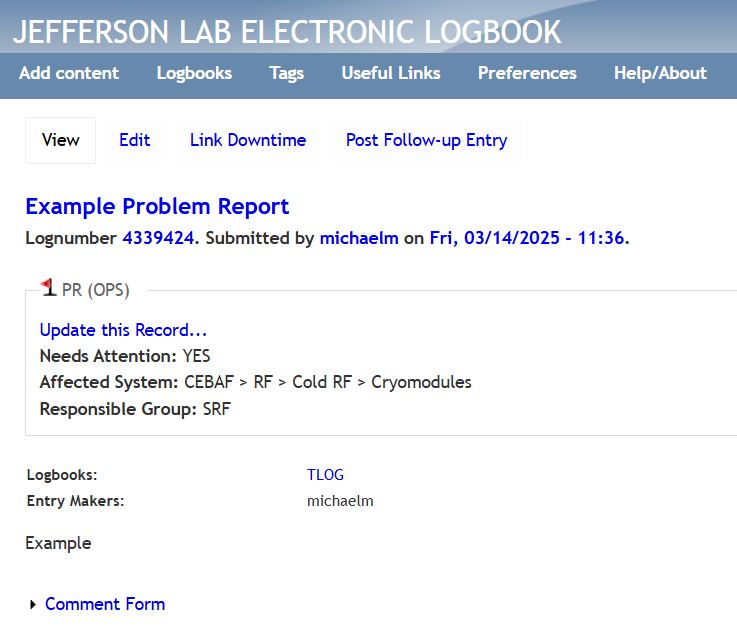 JEFFERSON LAB ELECTRONIC LOGBOOK
Add content Logbooks Tags Useful Links Preferences Help/About
View Edit Link Downtime Post Follow-up Entry
Example Problem Report
Lognumber 4339424. Submitted by michaelm on Fri, 03/14/2025 - 11:36.
PR (OPS)
Update this Record...
Needs Attention: YES
Affected System: CEBAF > RF > Cold RF > Cryomodules
Responsible Group: SRF
Logbooks: TLOG
Entry Makers: michaelm
Example
Comment Form